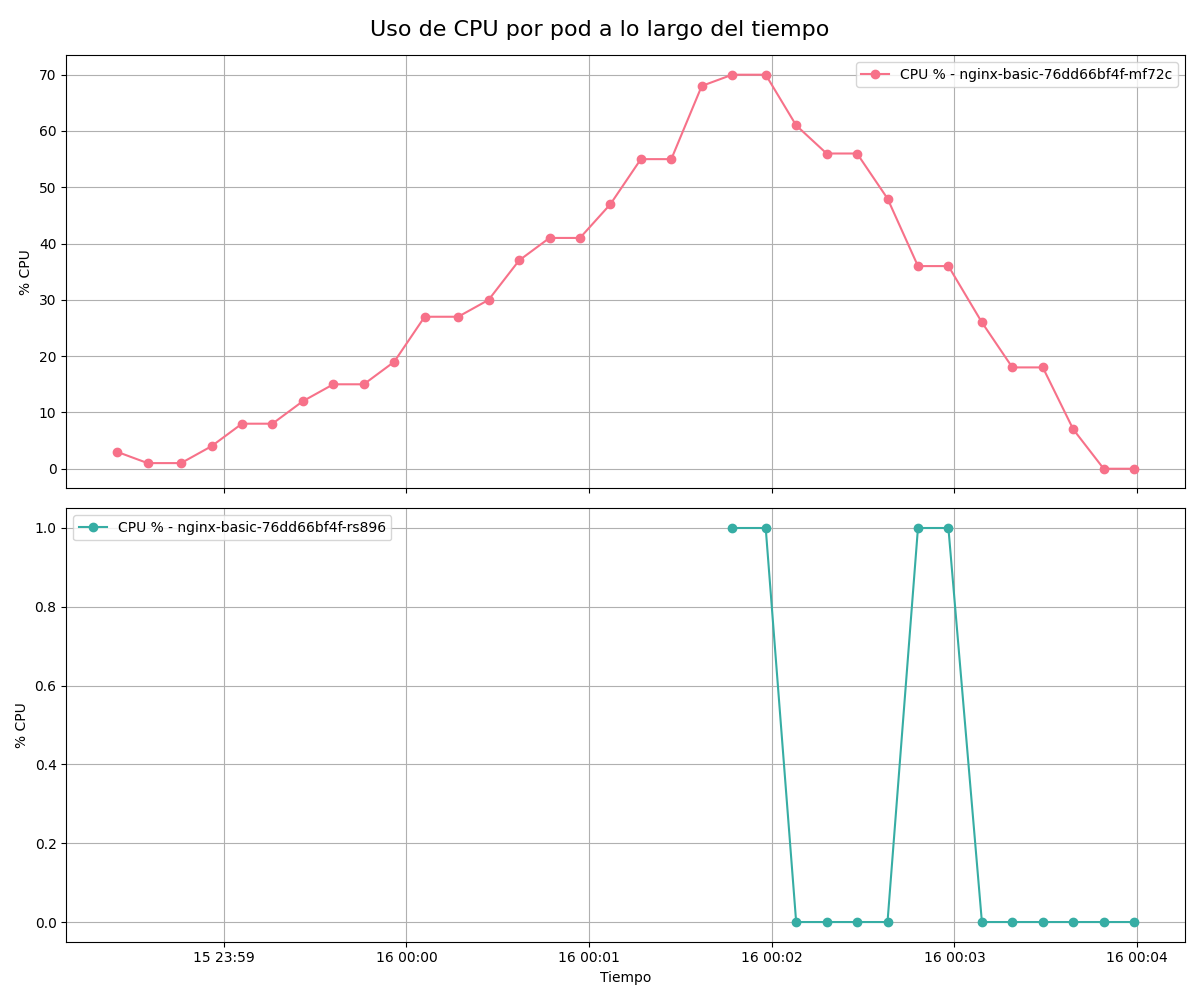 Uso de CPU por pod a lo largo del tiempo
CPU % - nginx-basic-76dd66bf4f-mf72c
70
60
50
40
30
20
10
0
% CPU
CPU % - nginx-basic-76dd66bf4f-rs896
1.0
0.8
0.6
0.4
0.2
0.0
% CPU
15 23:59 16 00:00 16 00:01 16 00:02 16 00:03 16 00:04
Tiempo